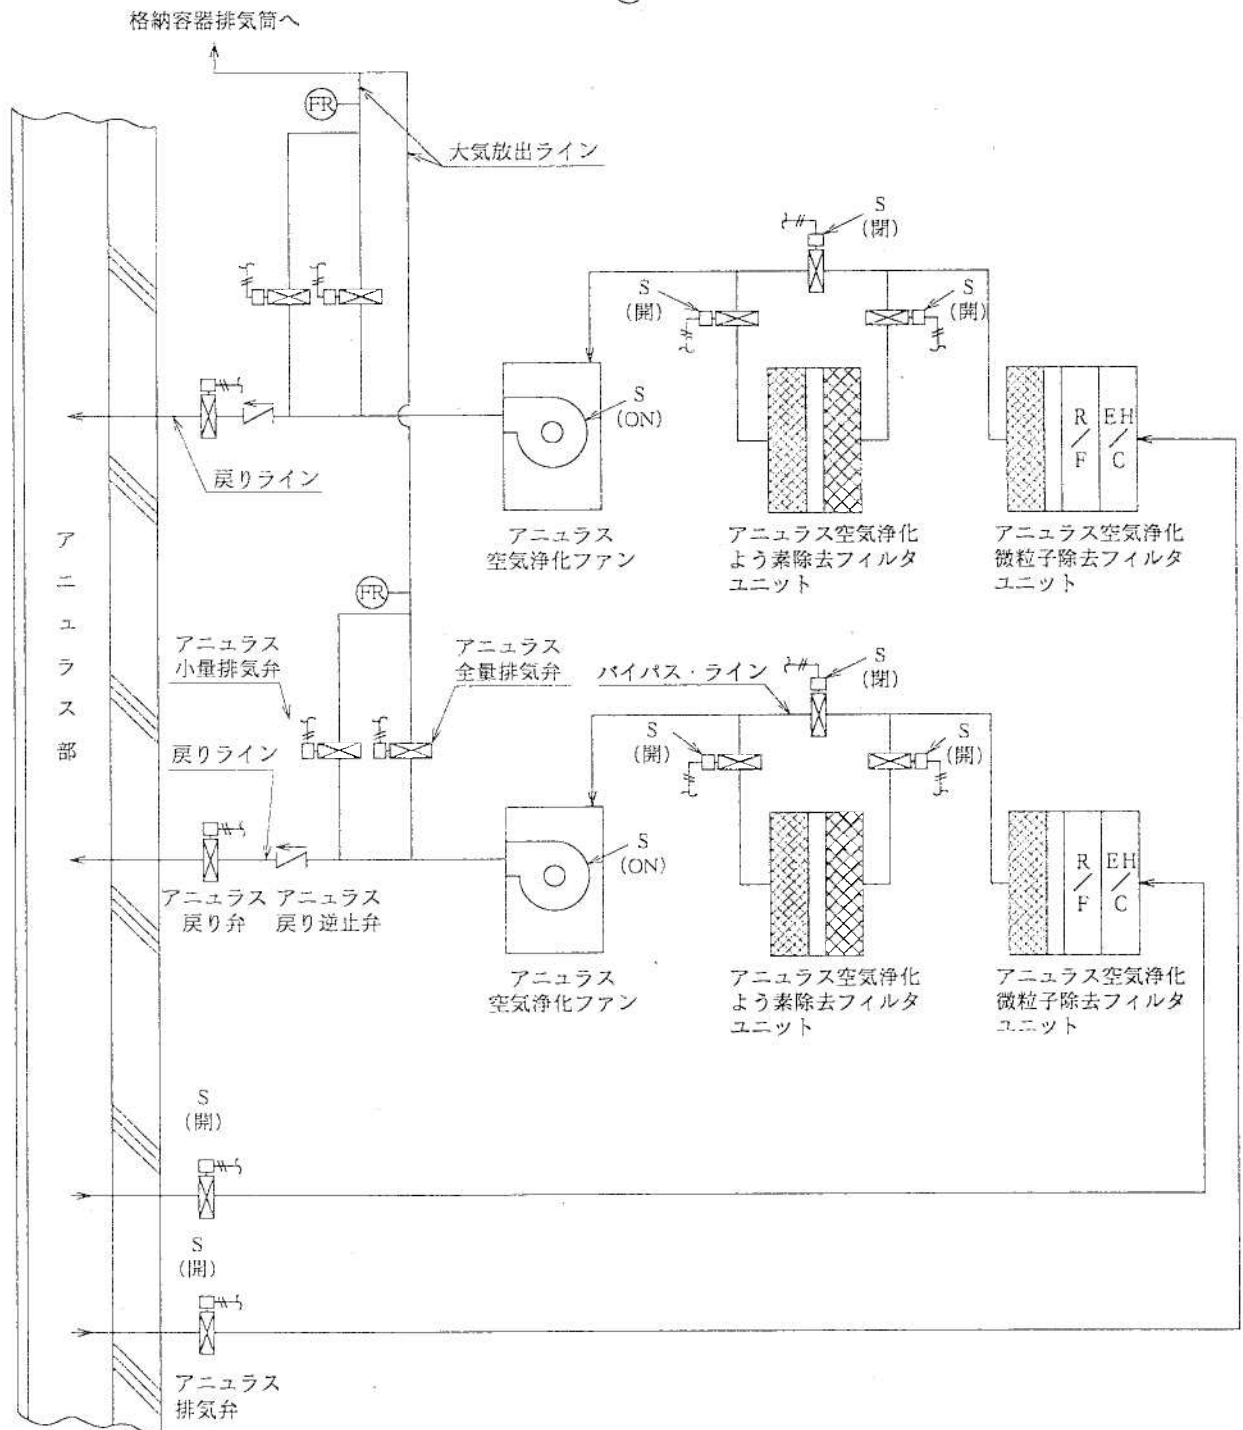 格納容器排気筒へ
FR
大気放出ライン
S
(閉)
S
(開)
S
(開)
S
(ON)
R
/
F
EH
/
C
戻りライン
アニュラス
空気浄化ファン
アニュラス空気浄化
よう素除去フィルタ
ユニット
アニュラス空気浄化
微粒子除去フィルタ
ユニット
アニュラス部
FR
アニュラス
小量排気弁
アニュラス
全量排気弁
バイパス・ライン
S
(閉)
S
(開)
S
(開)
戻りライン
S
(ON)
R
/
F
EH
/
C
アニュラス
戻り弁
アニュラス
戻り逆止弁
アニュラス
空気浄化ファン
アニュラス空気浄化
よう素除去フィルタ
ユニット
アニュラス空気浄化
微粒子除去フィルタ
ユニット
S
(開)
S
(開)
アニュラス
排気弁